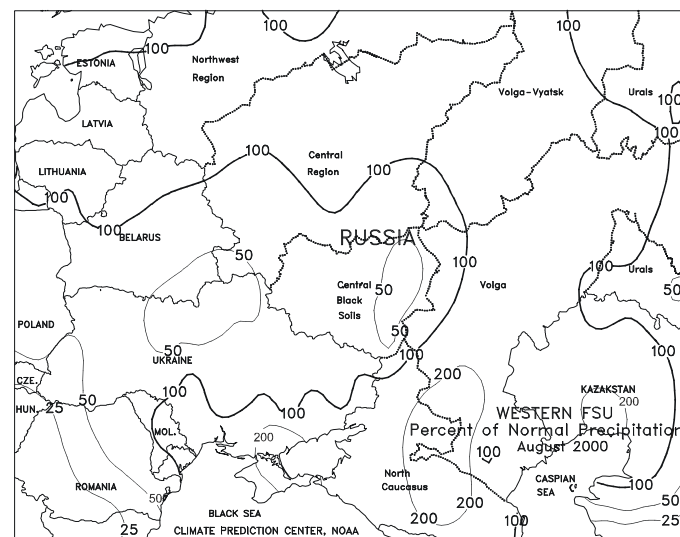 100
100
100
ESTONIA
Northwest
Region
Volga-Vyatsk
Urals
100
100
LATVIA
LITHUANIA
100
Central
Region
100
100
100
BELARUS
RUSSIA
50
100
100
Urals
Central
Black
Soils
50
Volga
50
POLAND
50
50
UKRAINE
100
100
CZE.
200
100
KAZAKSTAN
HUN.
25
50
100
200
WESTERN FSU
MOL.
200
Percent of Normal Precipitation
August 2000
100
ROMANIA
North
Caucasus
CASPIAN
SEA
100
50
200
50
25
BLACK SEA
200
25
CLIMATE PREDICTION CENTER, NOAA